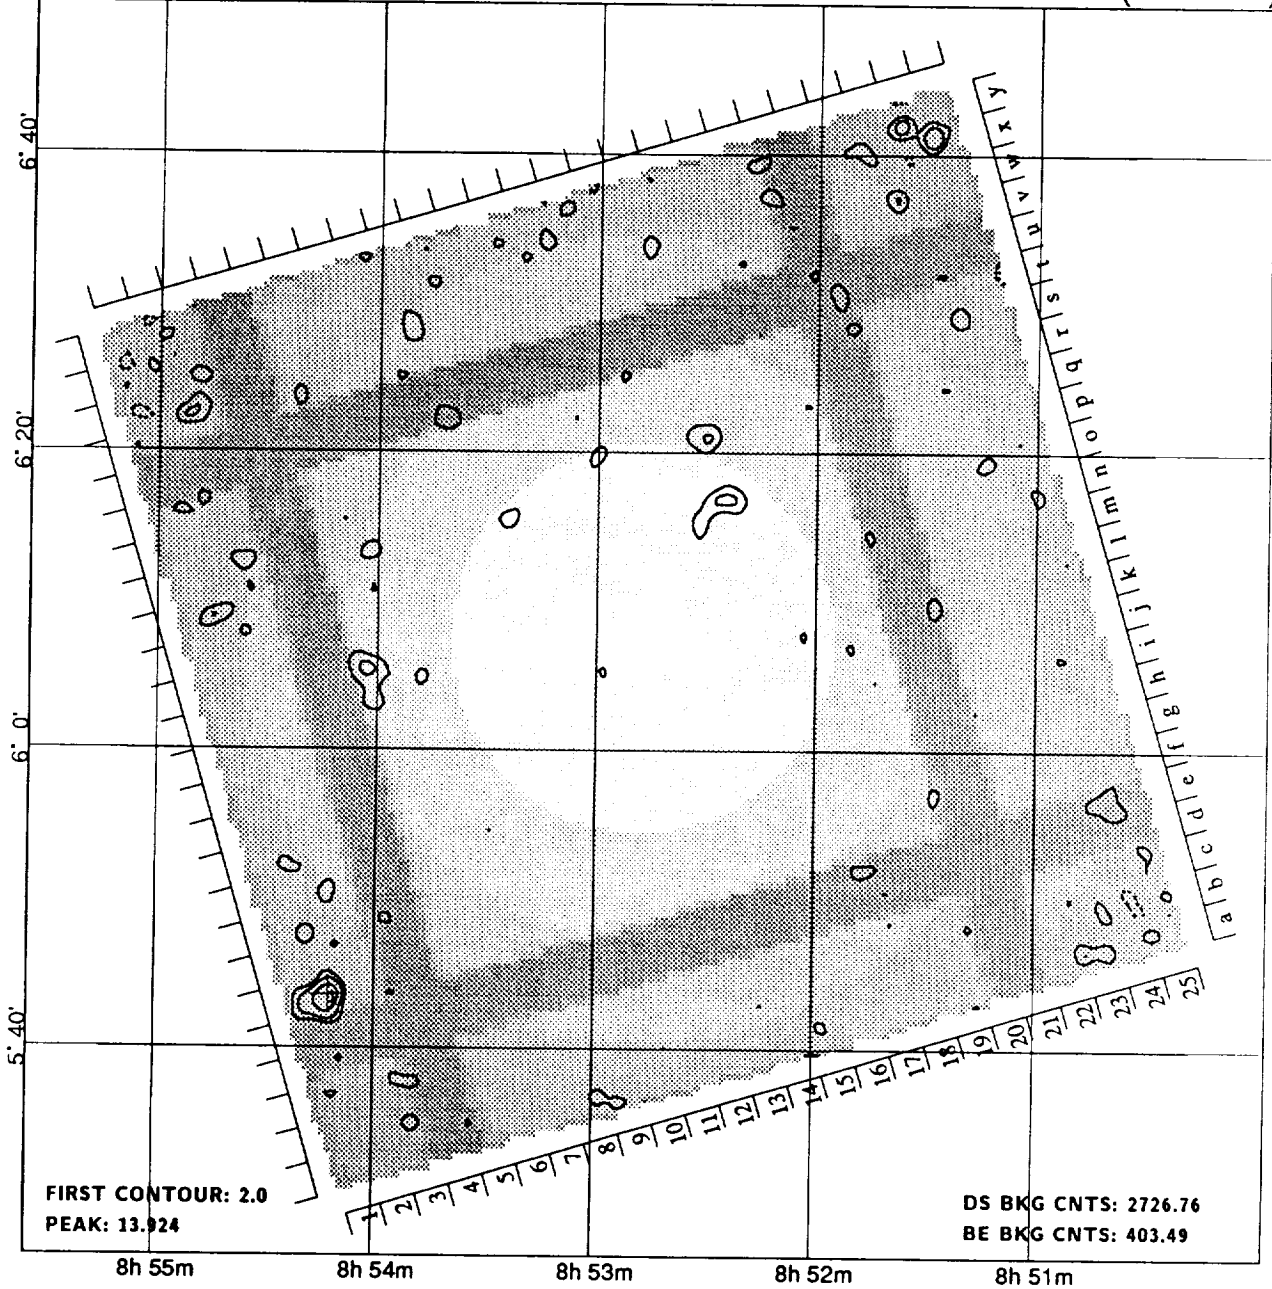 6° 40'
6° 20'
6° 0'
5° 40'
y
x
w
v
u
t
s
r
q
p
o
n
m
l
k
j
i
h
g
f
e
d
c
b
a
1 2 3 4 5 6 7 8 9 10 11 12 13 14 15 16 17 18 19 20 21 22 23 24 25
FIRST CONTOUR: 2.0
PEAK: 13.924
DS BKG CNTS: 2726.76
BE BKG CNTS: 403.49
8h 55m 8h 54m 8h 53m 8h 52m 8h 51m